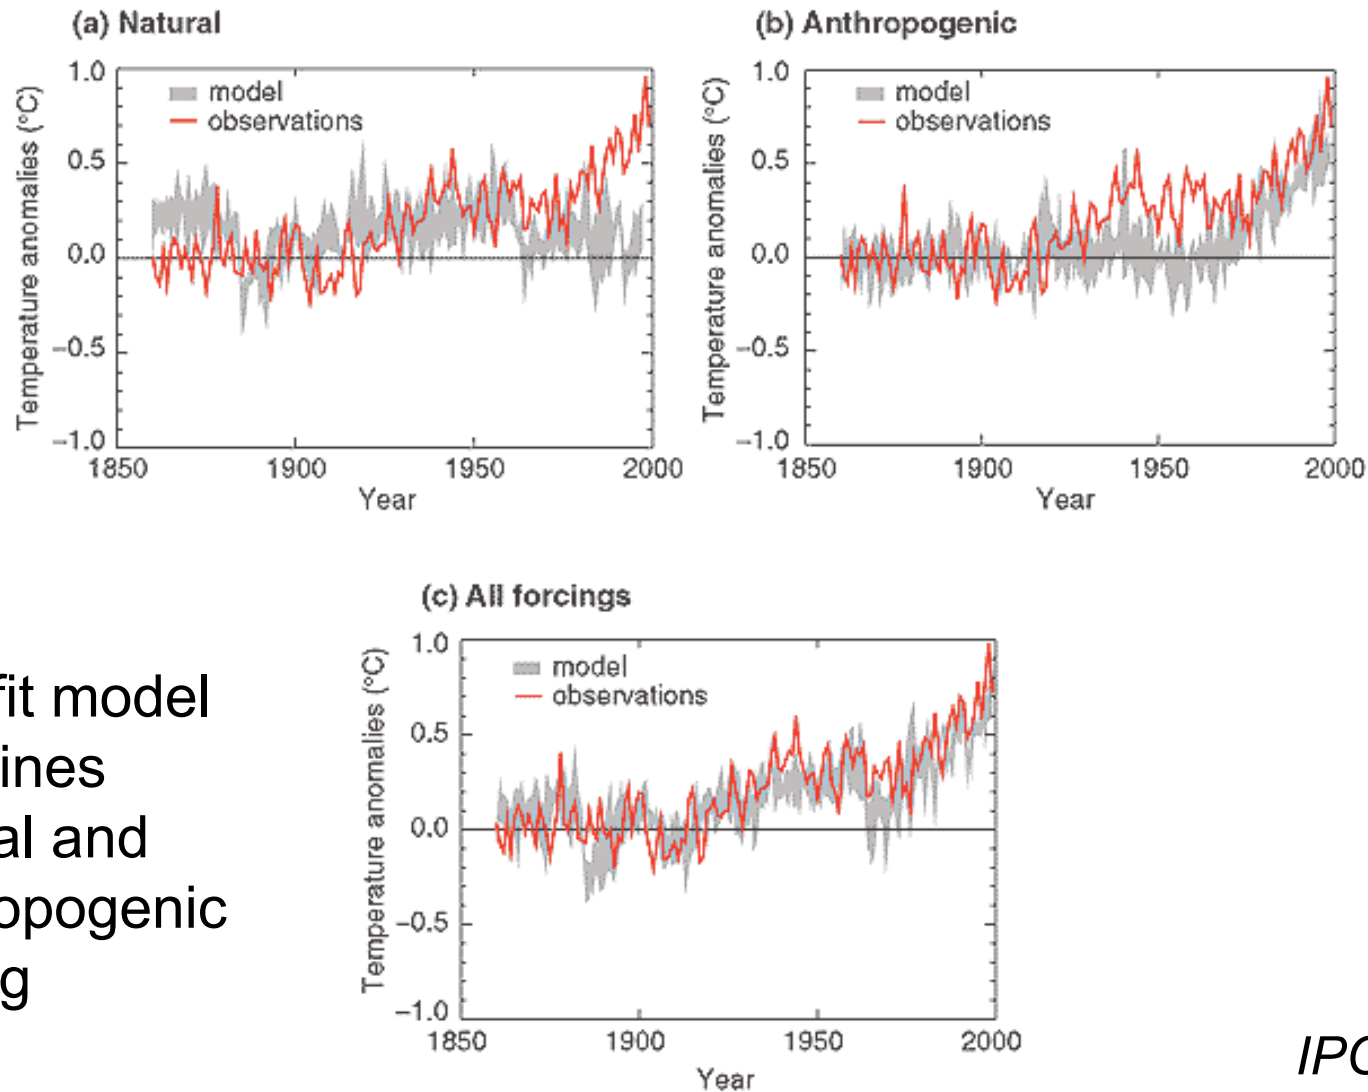 (a) Natural
1.0
0.5
0.0
−0.5
−1.0
Temperature anomalies (°C)
model
observations
1850
1900
1950
2000
Year
(b) Anthropogenic
1.0
0.5
0.0
−0.5
−1.0
Temperature anomalies (°C)
model
observations
1850
1900
1950
2000
Year
(c) All forcings
1.0
0.5
0.0
−0.5
−1.0
Temperature anomalies (°C)
model
observations
1850
1900
1950
2000
Year
fit model
ines
al and
opogenic
g
IPC